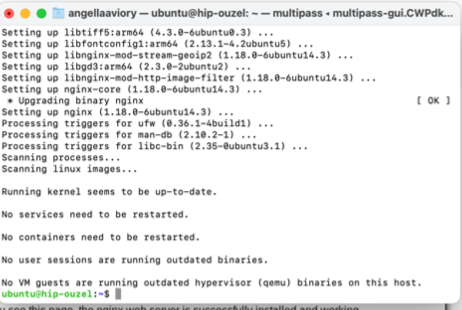 angellaaviory — ubuntu@hip-ouzel: ~ — multipass ◂ multipass-gui.CWPdk...
Setting up libtiff5:arm64 (4.3.0-6ubuntu0.3) ...
Setting up libfontconfig1:arm64 (2.13.1-4.2ubuntu5) ...
Setting up libnginx-mod-stream-geoip2 (1.18.0-6ubuntu14.3) ...
Setting up libgd3:arm64 (2.3.0-2ubuntu2) ...
Setting up libnginx-mod-http-image-filter (1.18.0-6ubuntu14.3) ...
Setting up nginx-core (1.18.0-6ubuntu14.3) ...
* Upgrading binary nginx [ OK ]
Setting up nginx (1.18.0-6ubuntu14.3) ...
Processing triggers for ufw (0.36.1-4build1) ...
Processing triggers for man-db (2.10.2-1) ...
Processing triggers for libc-bin (2.35-0ubuntu3.1) ...
Scanning processes...
Scanning linux images...
Running kernel seems to be up-to-date.
No services need to be restarted.
No containers need to be restarted.
No user sessions are running outdated binaries.
No VM guests are running outdated hypervisor (qemu) binaries on this host.
ubuntu@hip-ouzel:~$
see this page, the nginx web server is successfully installed and working